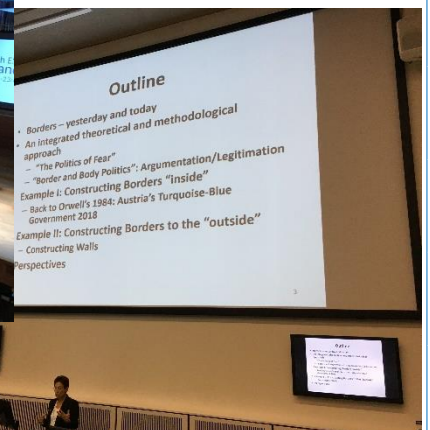 Outline
• Borders – yesterday and today
• An integrated theoretical and methodological
approach
– "The Politics of Fear"
– "Border and Body Politics": Argumentation/Legitimation
Example I: Constructing Borders "inside"
– Back to Orwell's 1984: Austria's Turquoise-Blue
Government 2018
Example II: Constructing Borders to the "outside"
– Constructing Walls
Perspectives
3
Outline